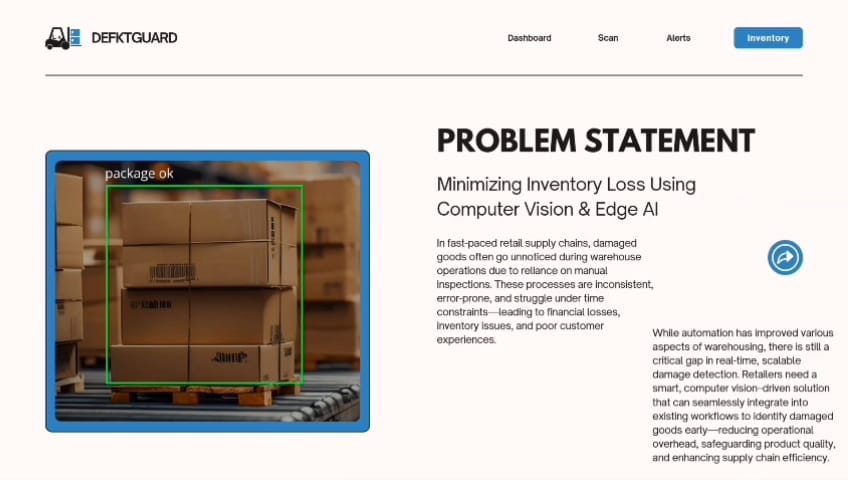 DEFKTGUARD
Dashboard
Scan
Alerts
Inventory
package ok
PROBLEM STATEMENT
Minimizing Inventory Loss Using
Computer Vision & Edge AI
In fast-paced retail supply chains, damaged
goods often go unnoticed during warehouse
operations due to reliance on manual
inspections. These processes are inconsistent,
error-prone, and struggle under time
constraints—leading to financial losses,
inventory issues, and poor customer
experiences.
While automation has improved various
aspects of warehousing, there is still a
critical gap in real-time, scalable
damage detection. Retailers need a
smart, computer vision-driven solution
that can seamlessly integrate into
existing workflows to identify damaged
goods early—reducing operational
overhead, safeguarding product quality,
and enhancing supply chain efficiency.